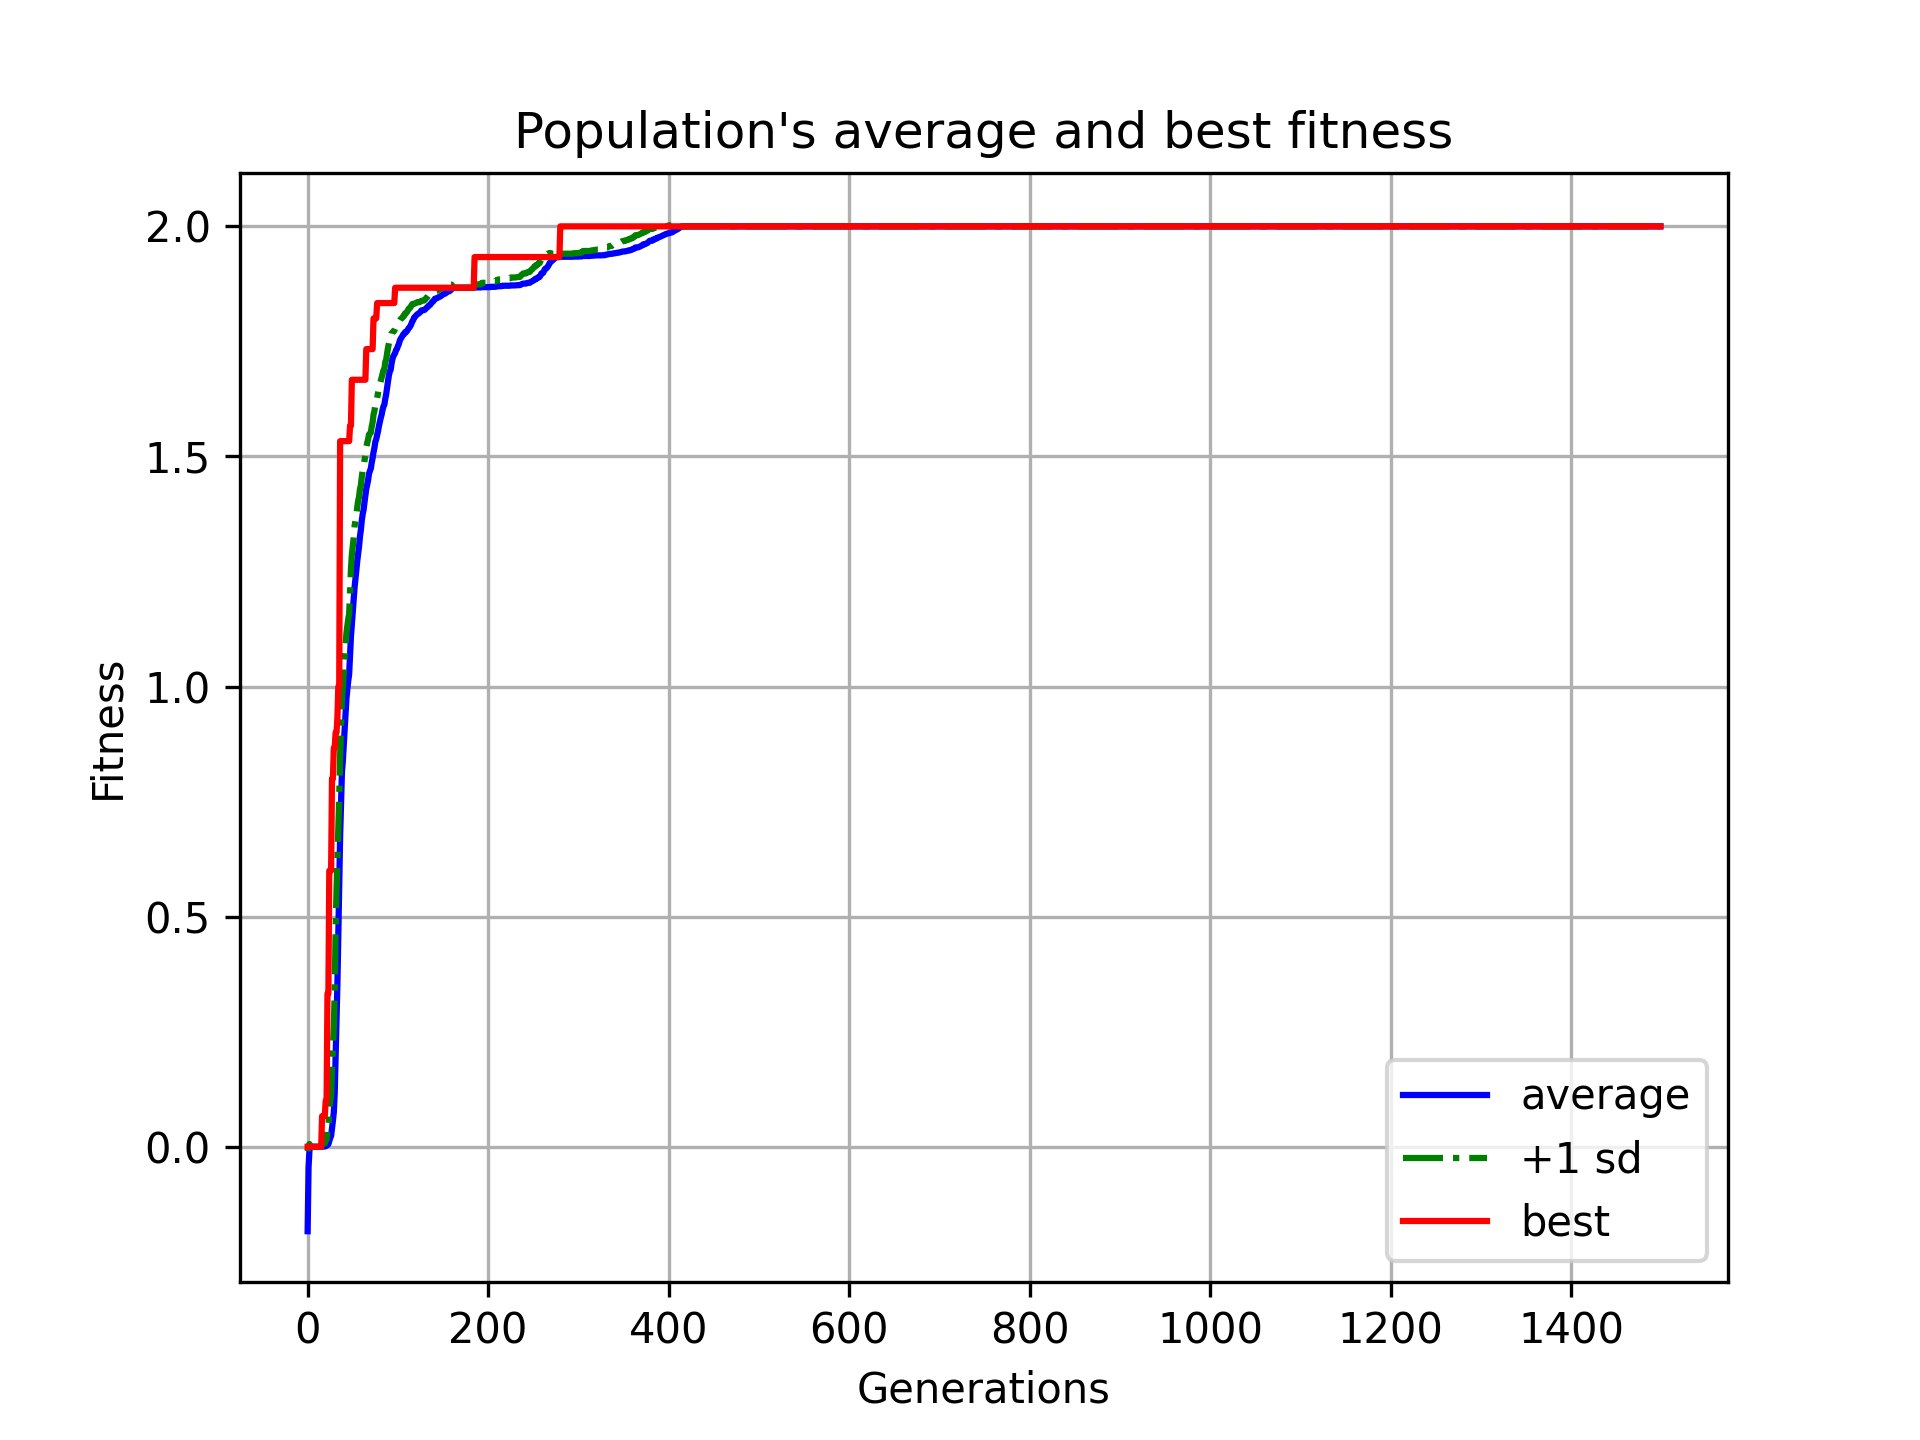 Population's average and best fitness
Fitness
2.0
1.5
1.0
0.5
0.0
0 200 400 600 800 1000 1200 1400
Generations
average
+1 sd
best